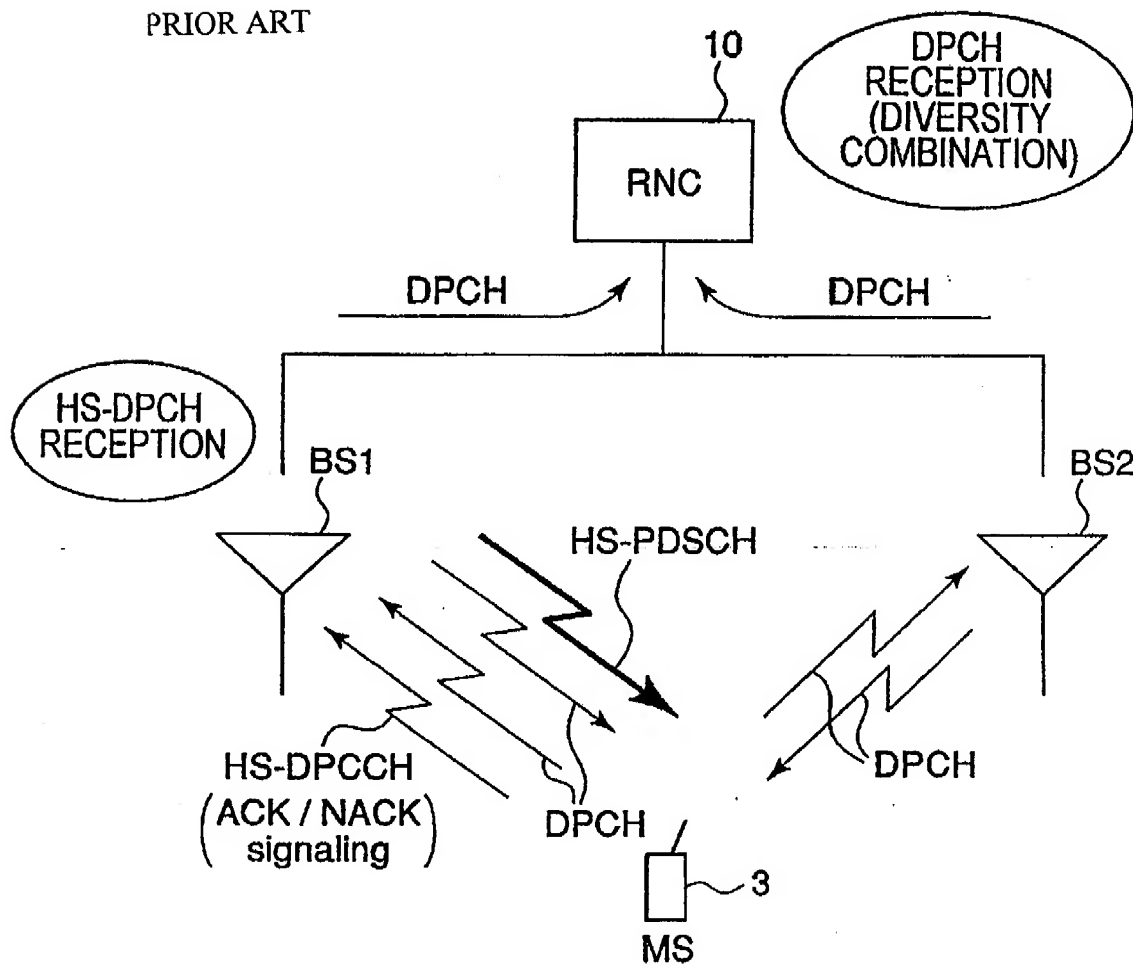 PRIOR ART
10
DPCH
RECEPTION
(DIVERSITY
COMBINATION)
RNC
DPCH
DPCH
HS-DPCH
RECEPTION
BS1
BS2
HS-PDSCH
HS-DPCCH
(ACK / NACK
signaling)
DPCH
DPCH
3
MS